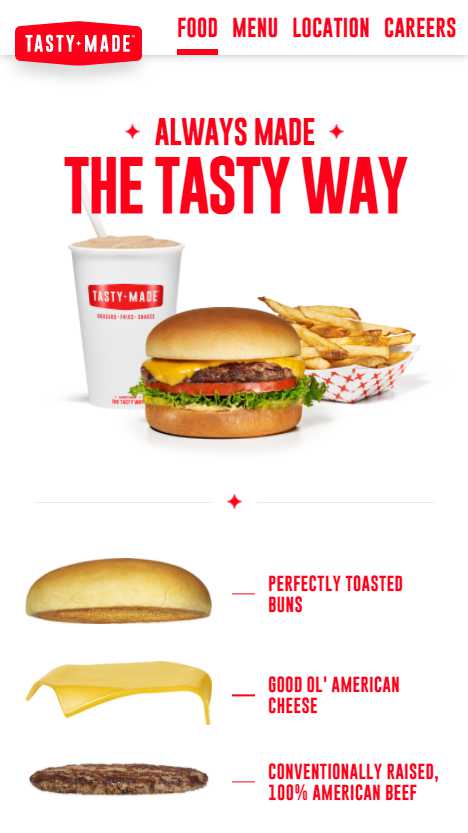 TASTY MADE™
FOOD MENU LOCATION CAREERS
ALWAYS MADE
THE TASTY WAY
TASTY MADE
BURGERS · FRIES · SHAKES
THE TASTY WAY
PERFECTLY TOASTED
BUNS
GOOD OL' AMERICAN
CHEESE
CONVENTIONALLY RAISED,
100% AMERICAN BEEF